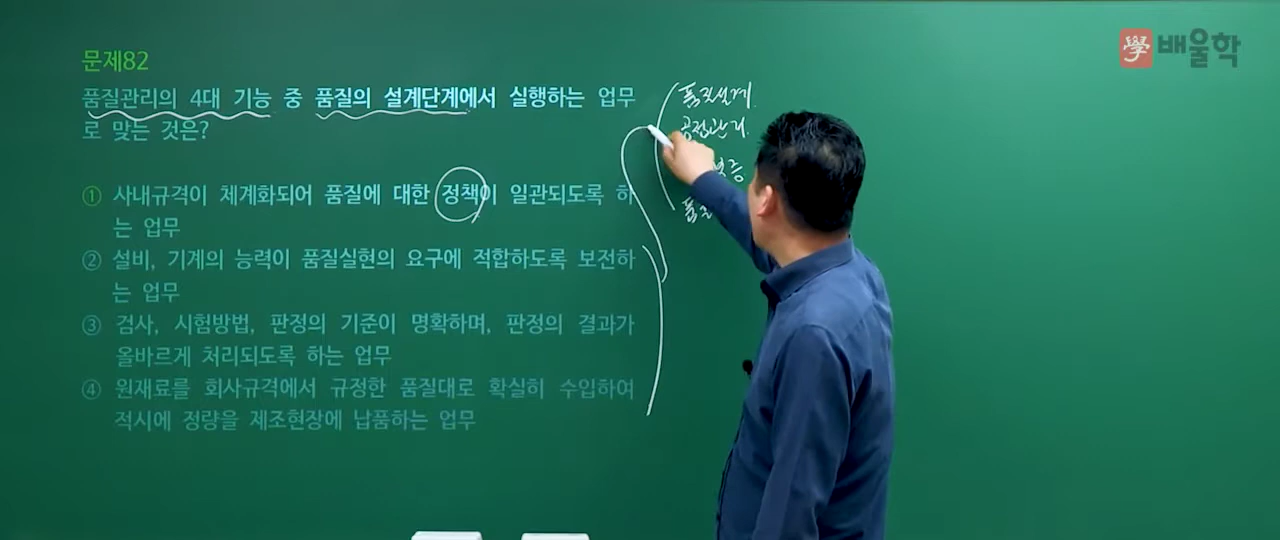 學 배울학
문제82
품질관리의 4대 기능 중 품질의 설계단계에서 실행하는 업무
로 맞는 것은?
① 사내규격이 체계화되어 품질에 대한 정책이 일관되도록 하
는 업무
② 설비, 기계의 능력이 품질실현의 요구에 적합하도록 보전하
는 업무
③ 검사, 시험방법, 판정의 기준이 명확하며, 판정의 결과가
올바르게 처리되도록 하는 업무
④ 원재료를 회사규격에서 규정한 품질대로 확실히 수입하여
적시에 정량을 제조현장에 납품하는 업무
품질설계.
공정관리.
보증
품질